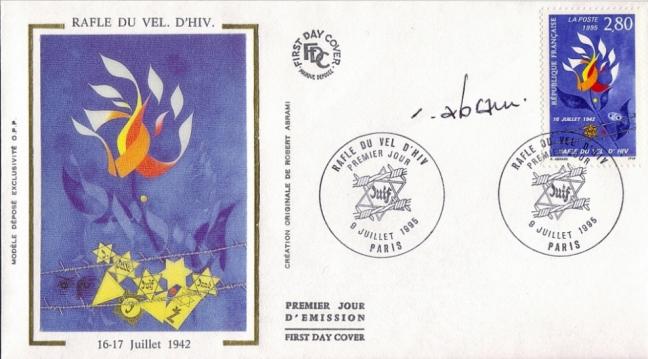 RAFLE DU VEL. D'HIV.
16-17 Juillet 1942
MODÈLE DÉPOSÉ EXCLUSIVITÉ O.P.P.
CRÉATION ORIGINALE DE ROBERT ABRAMI
FIRST DAY COVER
FDC
MARQUE DÉPOSÉE
PREMIER JOUR
D'EMISSION
FIRST DAY COVER
RAFLE DU VEL D'HIV
PREMIER JOUR
Juif
9 JUILLET 1995
PARIS
LA POSTE
1995
2,80
RÉPUBLIQUE FRANÇAISE
16 JUILLET 1942
RAFLE DU VEL. D'HIV
RAFLE DU VEL D'HIV
PREMIER JOUR
Juif
9 JUILLET 1995
PARIS